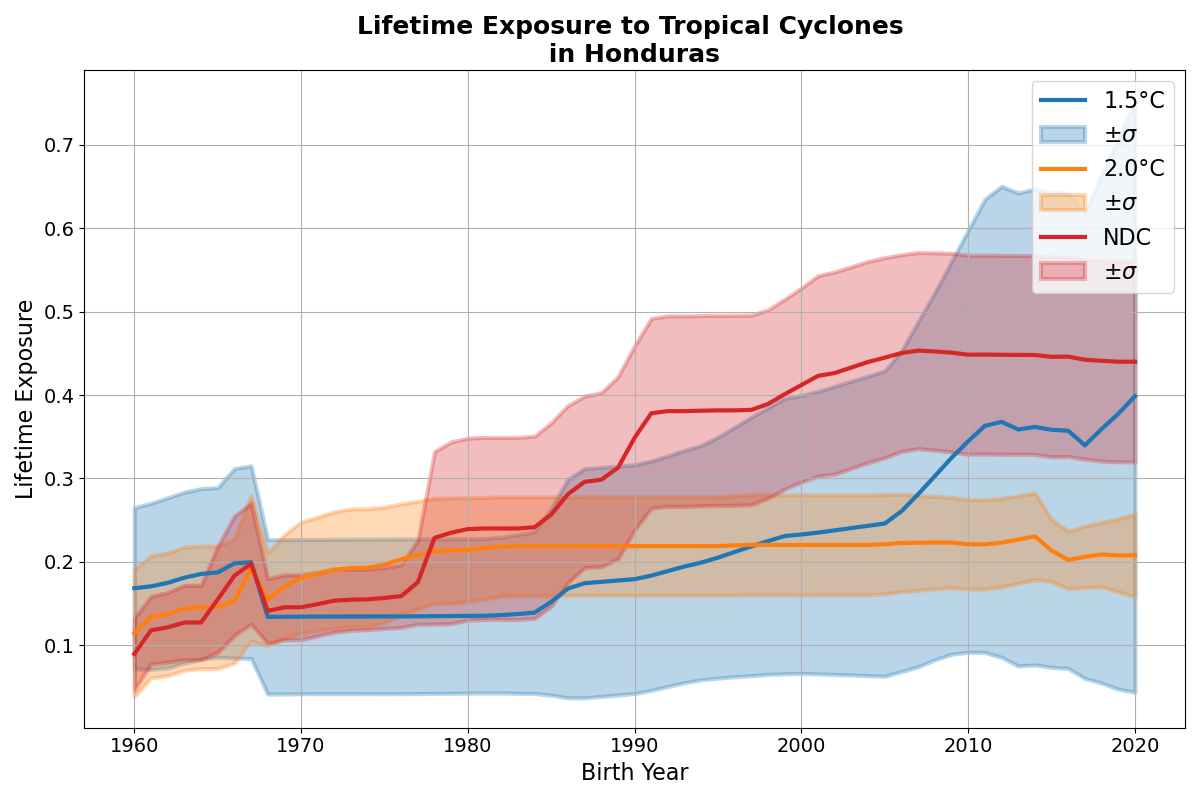 Lifetime Exposure to Tropical Cyclones
in Honduras
Lifetime Exposure
0.7
0.6
0.5
0.4
0.3
0.2
0.1
1960
1970
1980
1990
2000
2010
2020
Birth Year
1.5°C
±σ
2.0°C
±σ
NDC
±σ